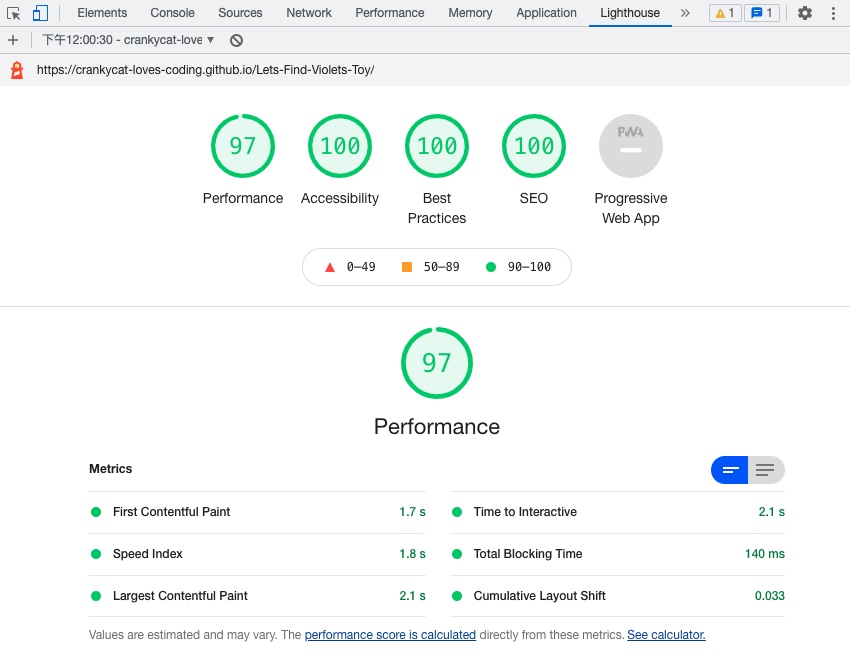 Elements Console Sources Network Performance Memory Application Lighthouse » 1 1
下午12:00:30 - crankycat-love
https://crankycat-loves-coding.github.io/Lets-Find-Violets-Toy/
97 100 100 100 PWA
Performance Accessibility Best Practices SEO Progressive Web App
0–49 50–89 90–100
97
Performance
Metrics
First Contentful Paint 1.7 s Time to Interactive 2.1 s
Speed Index 1.8 s Total Blocking Time 140 ms
Largest Contentful Paint 2.1 s Cumulative Layout Shift 0.033
Values are estimated and may vary. The performance score is calculated directly from these metrics. See calculator.